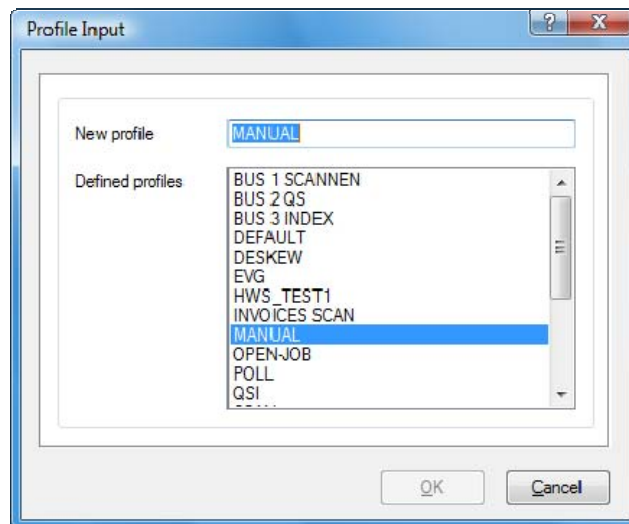 Profile Input
New profile MANUAL
Defined profiles
BUS 1 SCANNEN
BUS 2 QS
BUS 3 INDEX
DEFAULT
DESKEW
EVG
HWS_TEST1
INVOICES SCAN
MANUAL
OPEN-JOB
POLL
QSI
OK Cancel